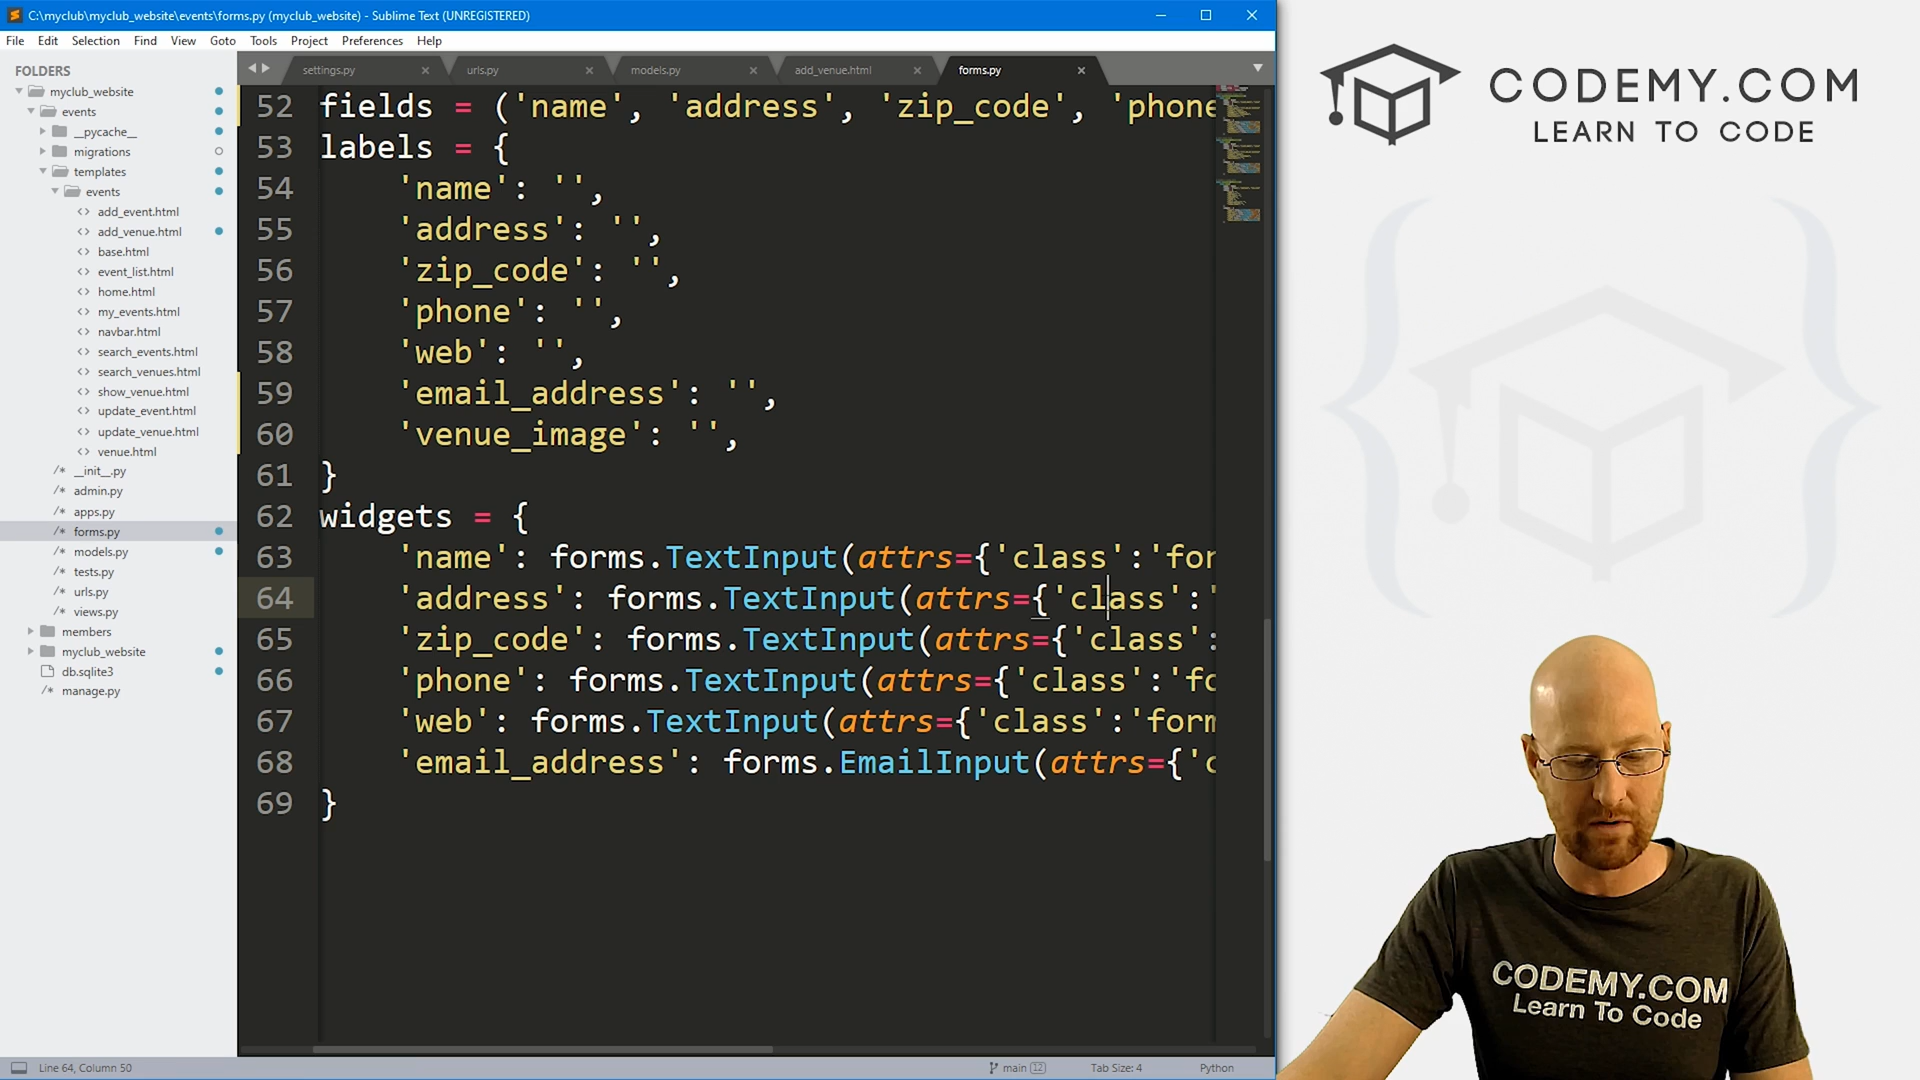 C:\myclub\myclub_website\events\forms.py (myclub_website) - Sublime Text (UNREGISTERED)
File Edit Selection Find View Goto Tools Project Preferences Help
FOLDERS
myclub_website
events
__pycache__
migrations
templates
events
add_event.html
add_venue.html
base.html
event_list.html
home.html
my_events.html
navbar.html
search_events.html
search_venues.html
show_venue.html
update_event.html
update_venue.html
venue.html
__init__.py
admin.py
apps.py
forms.py
models.py
tests.py
urls.py
views.py
members
myclub_website
db.sqlite3
manage.py
settings.py urls.py models.py add_venue.html forms.py
52 fields = ('name', 'address', 'zip_code', 'phone
53 labels = {
54 'name': '',
55 'address': '',
56 'zip_code': '',
57 'phone': '',
58 'web': '',
59 'email_address': '',
60 'venue_image': '',
61 }
62 widgets = {
63 'name': forms.TextInput(attrs={'class':'for
64 'address': forms.TextInput(attrs={'class':'
65 'zip_code': forms.TextInput(attrs={'class':
66 'phone': forms.TextInput(attrs={'class':'fo
67 'web': forms.TextInput(attrs={'class':'form
68 'email_address': forms.EmailInput(attrs={'c
69 }
Line 64, Column 50 main 12 Tab Size: 4 Python
CODEMY.COM
LEARN TO CODE
CODEMY.COM
Learn To Code